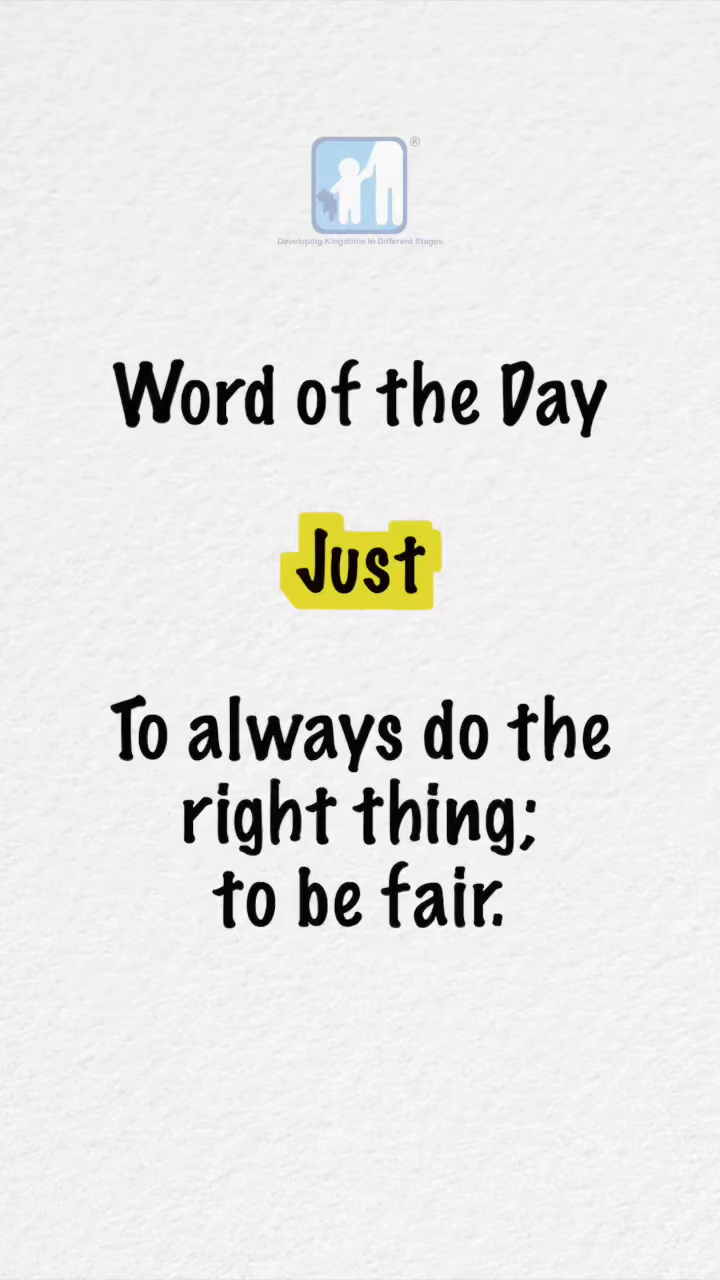 ®
Developing Kingdoms In Different Stages.
Word of the Day
Just
To always do the
right thing;
to be fair.